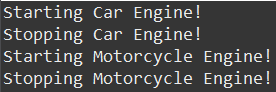 Starting Car Engine!
Stopping Car Engine!
Starting Motorcycle Engine!
Stopping Motorcycle Engine!